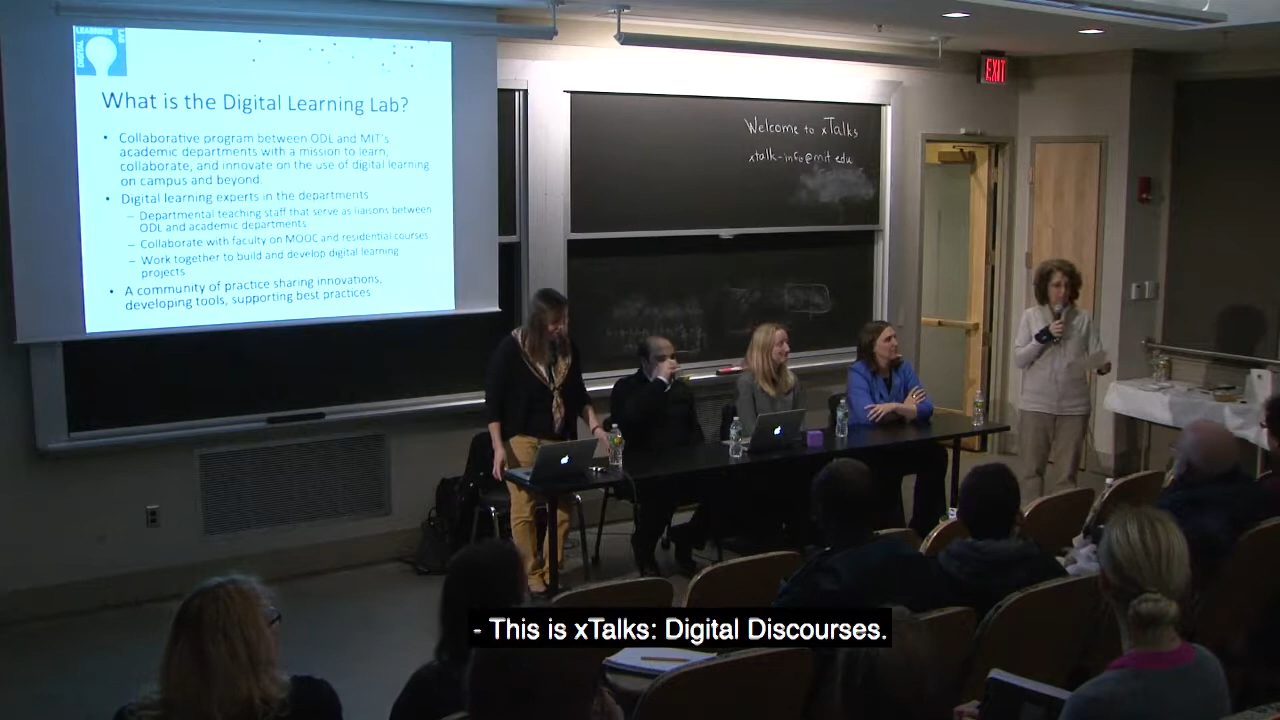 DIGITAL
LEARNING
LAB
What is the Digital Learning Lab?
• Collaborative program between ODL and MIT's
academic departments with a mission to learn,
collaborate, and innovate on the use of digital learning
on campus and beyond.
• Digital learning experts in the departments
– Departmental teaching staff that serve as liaisons between
ODL and academic departments
– Collaborate with faculty on MOOC and residential courses
– Work together to build and develop digital learning
projects
• A community of practice sharing innovations,
developing tools, supporting best practices
Welcome to xTalks
xtalk-info@mit.edu
EXIT
- This is xTalks: Digital Discourses.